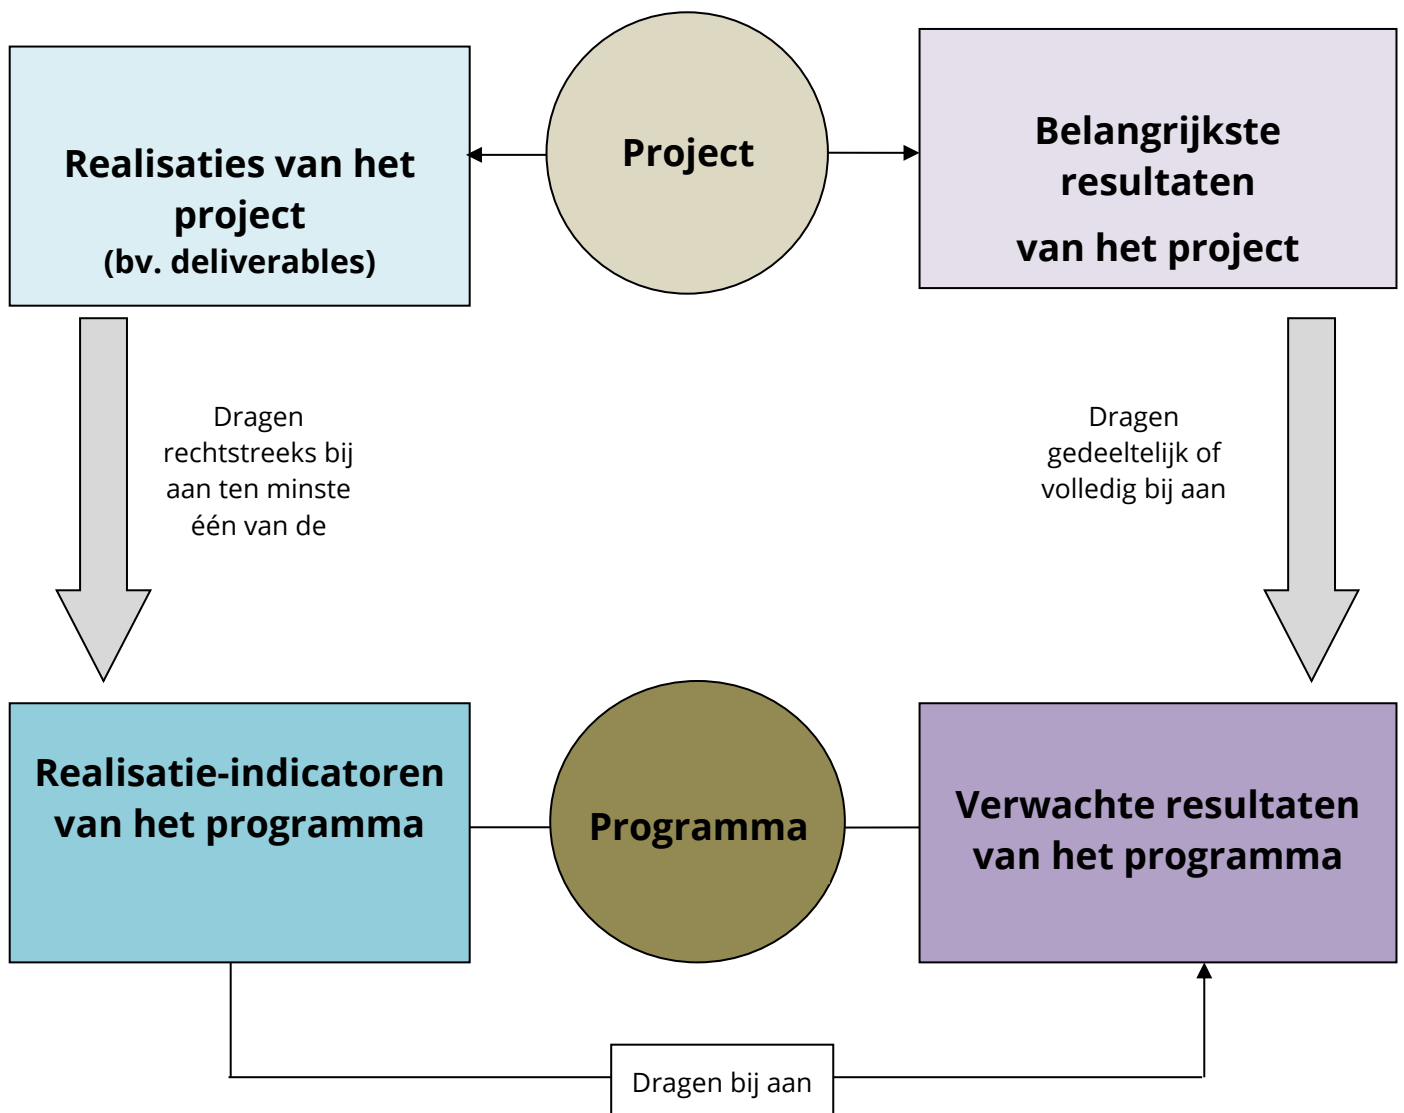 Realisaties van het
project
(bv. deliverables)
Project
Belangrijkste
resultaten
van het project
Dragen
rechtstreeks bij
aan ten minste
één van de
Dragen
gedeeltelijk of
volledig bij aan
Realisatie-indicatoren
van het programma
Programma
Verwachte resultaten
van het programma
Dragen bij aan